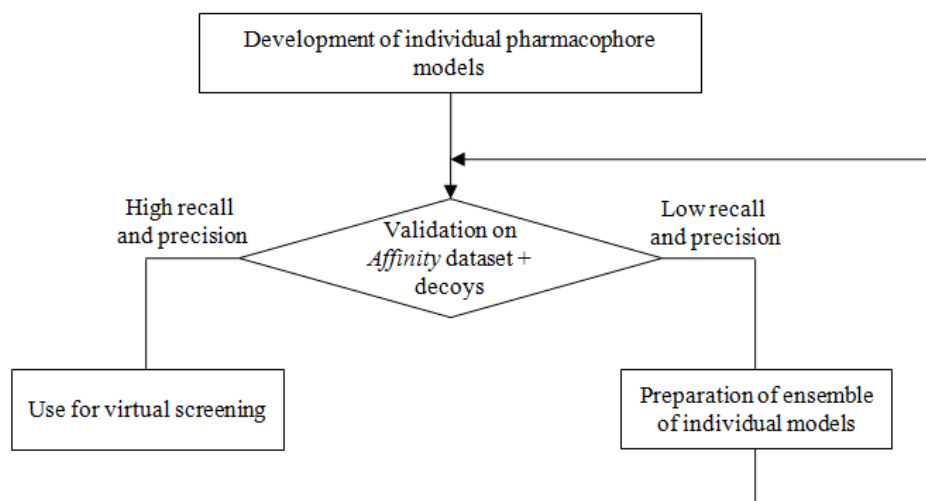 Development of individual pharmacophore
models
High recall
and precision
Validation on
Affinity dataset +
decoys
Low recall
and precision
Use for virtual screening
Preparation of ensemble
of individual models